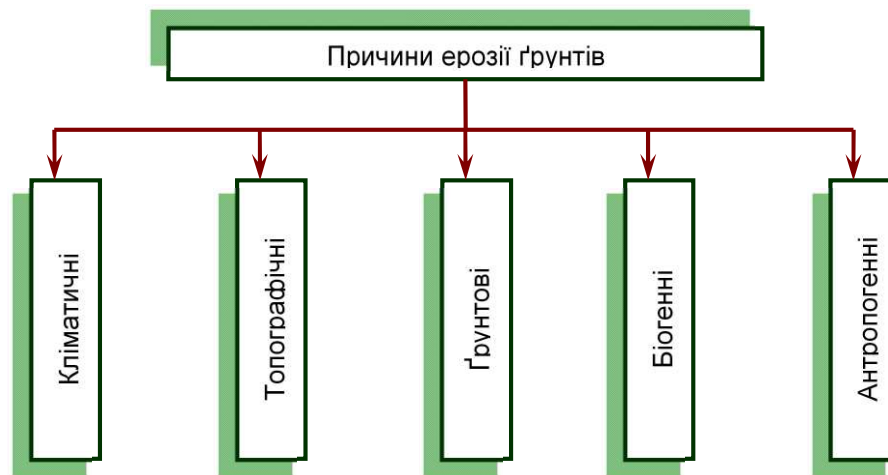 Причини ерозії ґрунтів
Кліматичні
Топографічні
Ґрунтові
Біогенні
Антропогенні